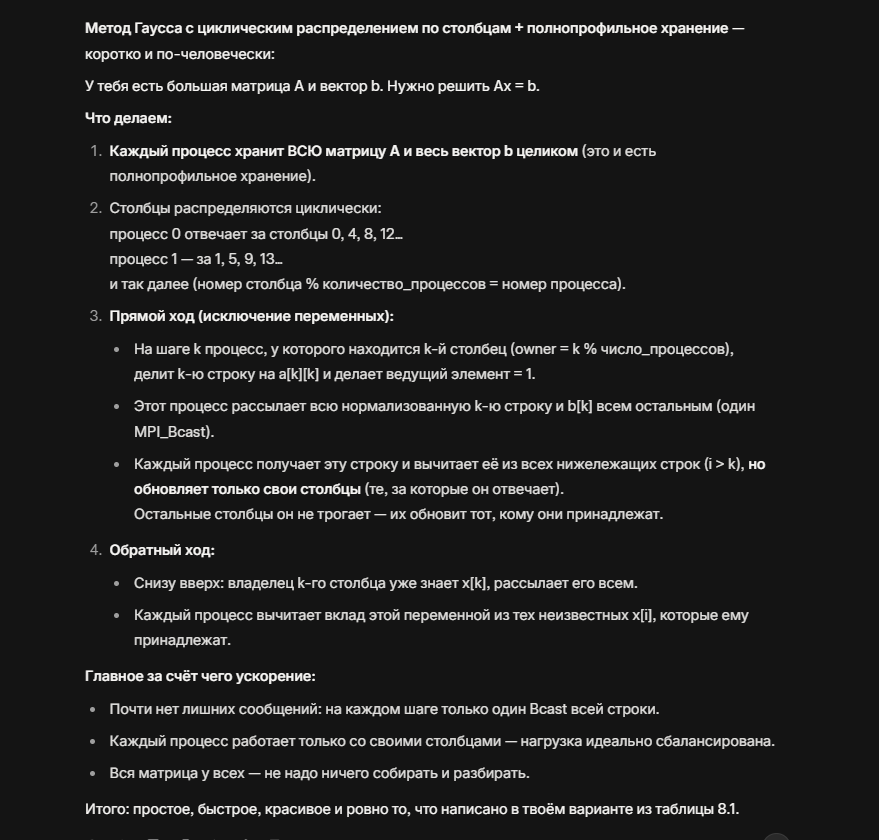 Метод Гаусса с циклическим распределением по столбцам + полнопрофильное хранение —
коротко и по-человечески:
У тебя есть большая матрица A и вектор b. Нужно решить Ax = b.
Что делаем:
1. Каждый процесс хранит ВСЮ матрицу A и весь вектор b целиком (это и есть
полнопрофильное хранение).
2. Столбцы распределяются циклически:
процесс 0 отвечает за столбцы 0, 4, 8, 12…
процесс 1 — за 1, 5, 9, 13…
и так далее (номер столбца % количество_процессов = номер процесса).
3. Прямой ход (исключение переменных):
• На шаге k процесс, у которого находится k-й столбец (owner = k % число_процессов),
делит k-ю строку на a[k][k] и делает ведущий элемент = 1.
• Этот процесс рассылает всю нормализованную k-ю строку и b[k] всем остальным (один
MPI_Bcast).
• Каждый процесс получает эту строку и вычитает её из всех нижележащих строк (i > k), но
обновляет только свои столбцы (те, за которые он отвечает).
Остальные столбцы он не трогает — их обновит тот, кому они принадлежат.
4. Обратный ход:
• Снизу вверх: владелец k-го столбца уже знает x[k], рассылает его всем.
• Каждый процесс вычитает вклад этой переменной из тех неизвестных x[i], которые ему
принадлежат.
Главное за счёт чего ускорение:
• Почти нет лишних сообщений: на каждом шаге только один Bcast всей строки.
• Каждый процесс работает только со своими столбцами — нагрузка идеально сбалансирована.
• Вся матрица у всех — не надо ничего собирать и разбирать.
Итого: простое, быстрое, красивое и ровно то, что написано в твоём варианте из таблицы 8.1.